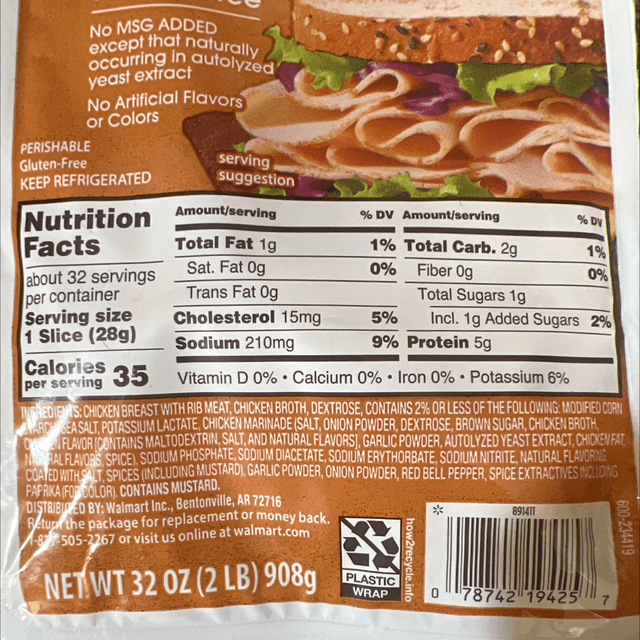 No MSG ADDED
except that naturally
occurring in autolyzed
yeast extract
No Artificial Flavors
or Colors
PERISHABLE
Gluten-Free
KEEP REFRIGERATED
serving
suggestion
Nutrition
Facts
about 32 servings
per container
Serving size
1 Slice (28g)
Calories
per serving 35
Amount/serving % DV
Total Fat 1g 1%
Sat. Fat 0g 0%
Trans Fat 0g
Cholesterol 15mg 5%
Sodium 210mg 9%
Amount/serving % DV
Total Carb. 2g 1%
Fiber 0g 0%
Total Sugars 1g
Incl. 1g Added Sugars 2%
Protein 5g
Vitamin D 0% • Calcium 0% • Iron 0% • Potassium 6%
INGREDIENTS: CHICKEN BREAST WITH RIB MEAT, CHICKEN BROTH, DEXTROSE, CONTAINS 2% OR LESS OF THE FOLLOWING: MODIFIED CORN
STARCH, SEA SALT, POTASSIUM LACTATE, CHICKEN MARINADE (SALT, ONION POWDER, DEXTROSE, BROWN SUGAR, CHICKEN BROTH,
CHICKEN FLAVOR [CONTAINS MALTODEXTRIN, SALT, AND NATURAL FLAVORS], GARLIC POWDER, AUTOLYZED YEAST EXTRACT, CHICKEN FAT,
NATURAL FLAVORS, SPICE), SODIUM PHOSPHATE, SODIUM DIACETATE, SODIUM ERYTHORBATE, SODIUM NITRITE, NATURAL FLAVORING.
COATED WITH SALT, SPICES (INCLUDING MUSTARD), GARLIC POWDER, ONION POWDER, RED BELL PEPPER, SPICE EXTRACTIVES INCLUDING
PAPRIKA (FOR COLOR). CONTAINS MUSTARD.
DISTRIBUTED BY: Walmart Inc., Bentonville, AR 72716
Return the package for replacement or money back.
1-877-505-2267 or visit us online at walmart.com
NET WT 32 OZ (2 LB) 908g
PLASTIC
WRAP
how2recycle.info
* 891411
0 78742 19425 7
600-234419